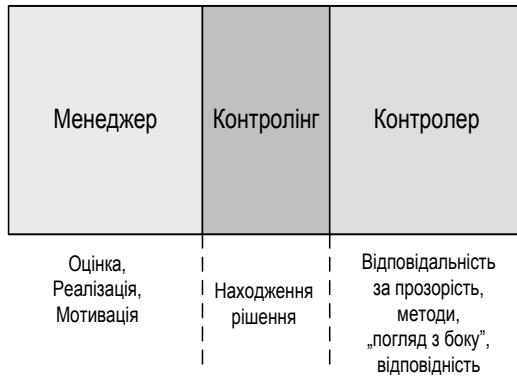 Менеджер
Контролінг
Контролер
Оцінка,
Реалізація,
Мотивація
Находження
рішення
Відповідальність
за прозорість,
методи,
„погляд з боку”,
відповідність